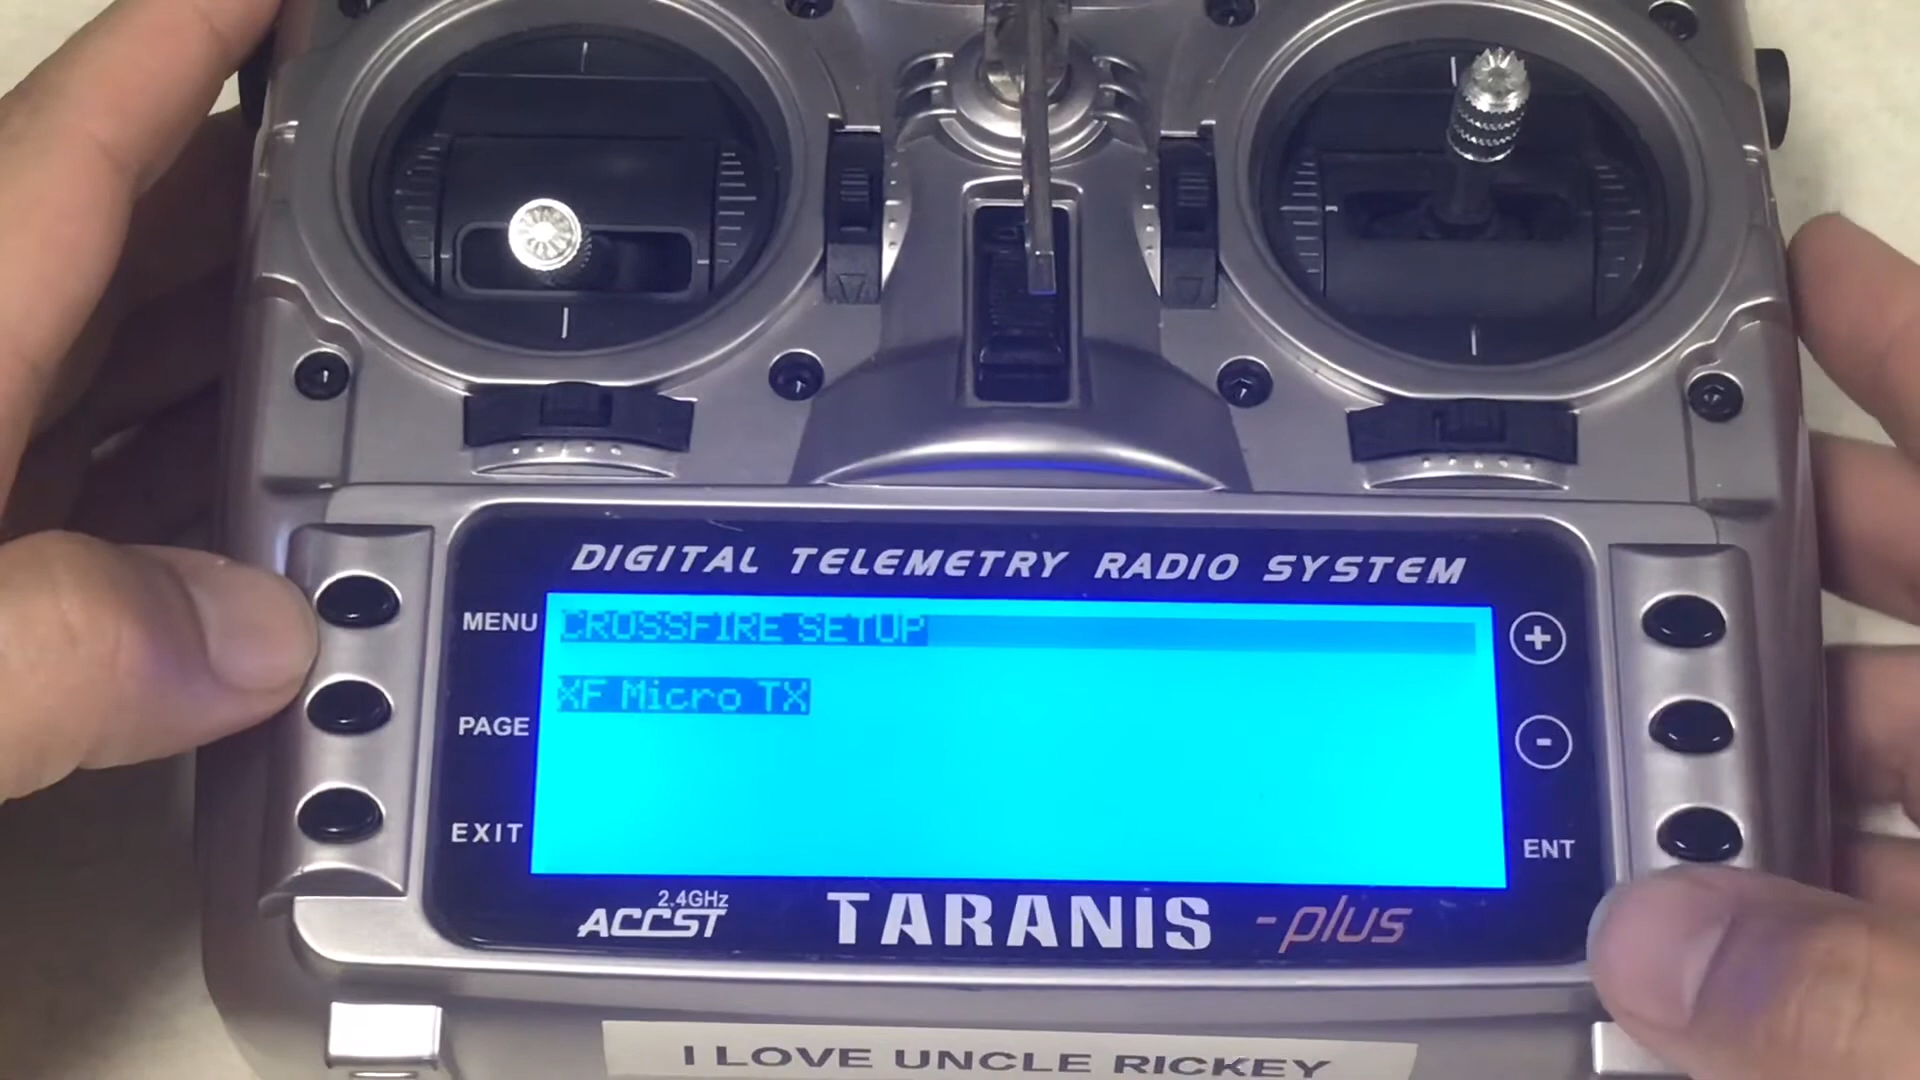 DIGITAL TELEMETRY RADIO SYSTEM
MENU
CROSSFIRE SETUP
+
XF Micro TX
PAGE
-
EXIT
ENT
2.4GHz
ACCST
TARANIS -plus
I LOVE UNCLE RICKEY